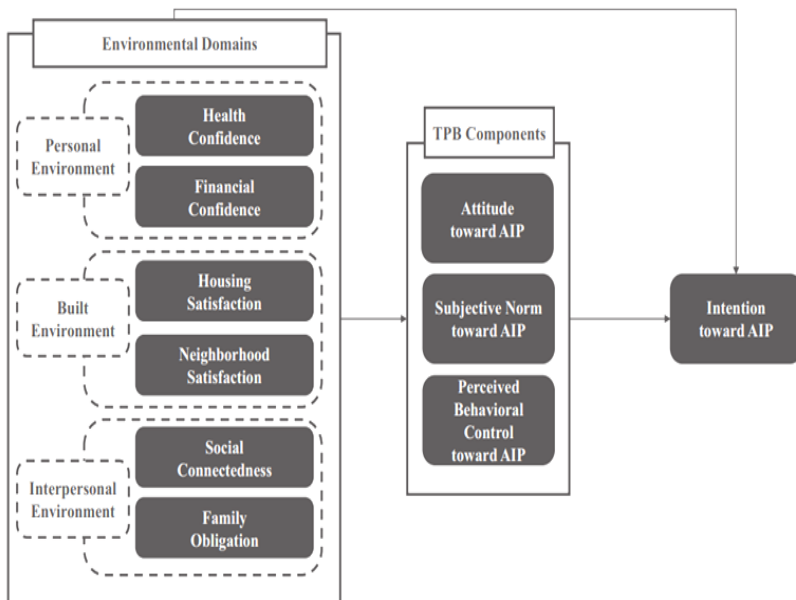 Environmental Domains
Personal
Environment
Health
Confidence
Financial
Confidence
Built
Environment
Housing
Satisfaction
Neighborhood
Satisfaction
Interpersonal
Environment
Social
Connectedness
Family
Obligation
TPB Components
Attitude
toward AIP
Subjective Norm
toward AIP
Perceived
Behavioral
Control
toward AIP
Intention
toward AIP